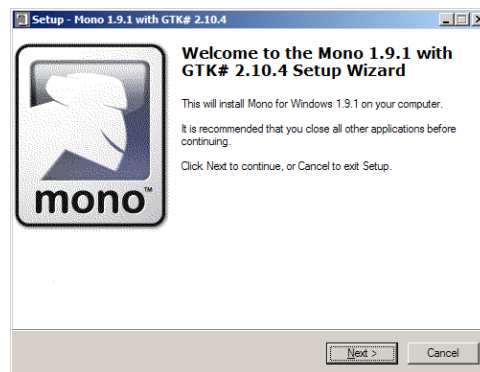 Setup - Mono 1.9.1 with GTK# 2.10.4
Welcome to the Mono 1.9.1 with
GTK# 2.10.4 Setup Wizard
This will install Mono for Windows 1.9.1 on your computer.
It is recommended that you close all other applications before
continuing.
Click Next to continue, or Cancel to exit Setup.
mono™
Next >
Cancel